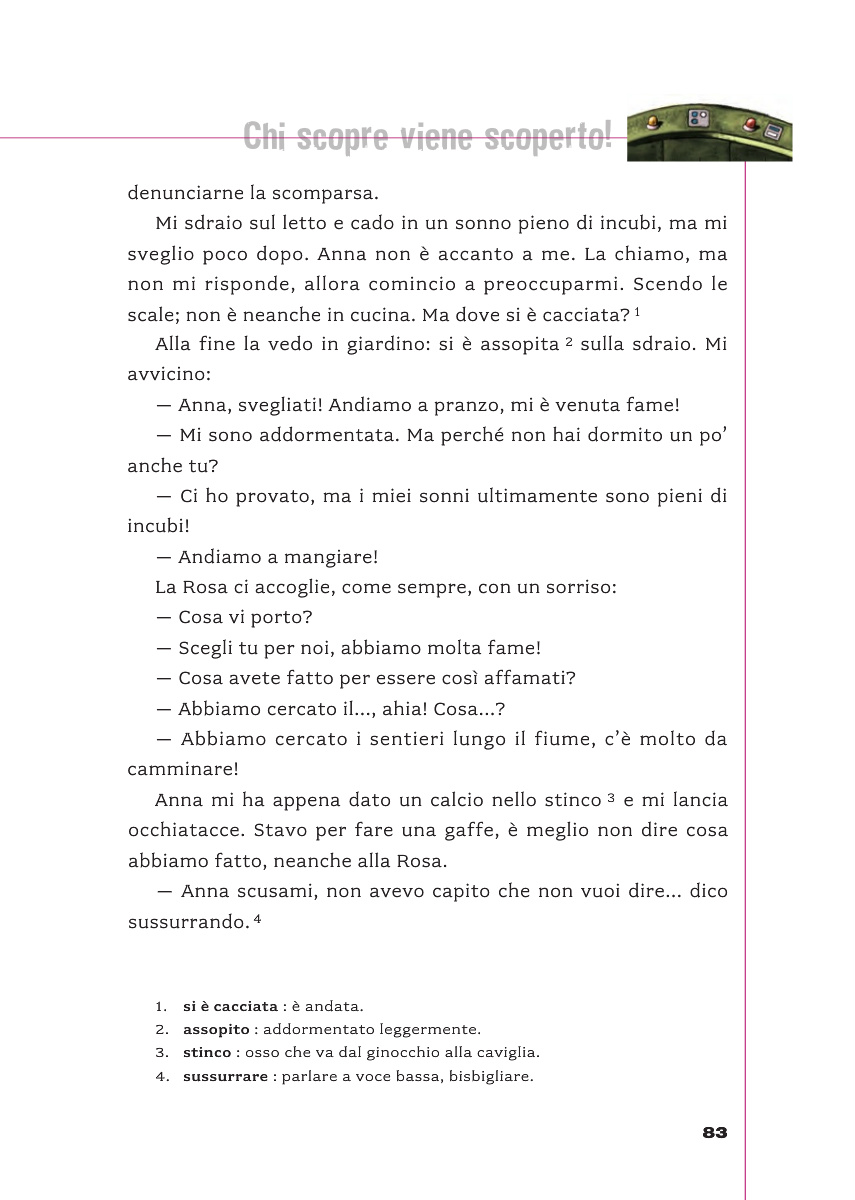 Chi scopre viene scoperto!
denunciarne la scomparsa.
Mi sdraio sul letto e cado in un sonno pieno di incubi, ma mi
sveglio poco dopo. Anna non è accanto a me. La chiamo, ma
non mi risponde, allora comincio a preoccuparmi. Scendo le
scale; non è neanche in cucina. Ma dove si è cacciata? 1
Alla fine la vedo in giardino: si è assopita 2 sulla sdraio. Mi
avvicino:
— Anna, svegliati! Andiamo a pranzo, mi è venuta fame!
— Mi sono addormentata. Ma perché non hai dormito un po’
anche tu?
— Ci ho provato, ma i miei sonni ultimamente sono pieni di
incubi!
— Andiamo a mangiare!
La Rosa ci accoglie, come sempre, con un sorriso:
— Cosa vi porto?
— Scegli tu per noi, abbiamo molta fame!
— Cosa avete fatto per essere così affamati?
— Abbiamo cercato il..., ahia! Cosa...?
— Abbiamo cercato i sentieri lungo il fiume, c’è molto da
camminare!
Anna mi ha appena dato un calcio nello stinco 3 e mi lancia
occhiatacce. Stavo per fare una gaffe, è meglio non dire cosa
abbiamo fatto, neanche alla Rosa.
— Anna scusami, non avevo capito che non vuoi dire... dico
sussurrando. 4
1. si è cacciata : è andata.
2. assopito : addormentato leggermente.
3. stinco : osso che va dal ginocchio alla caviglia.
4. sussurrare : parlare a voce bassa, bisbigliare.
83